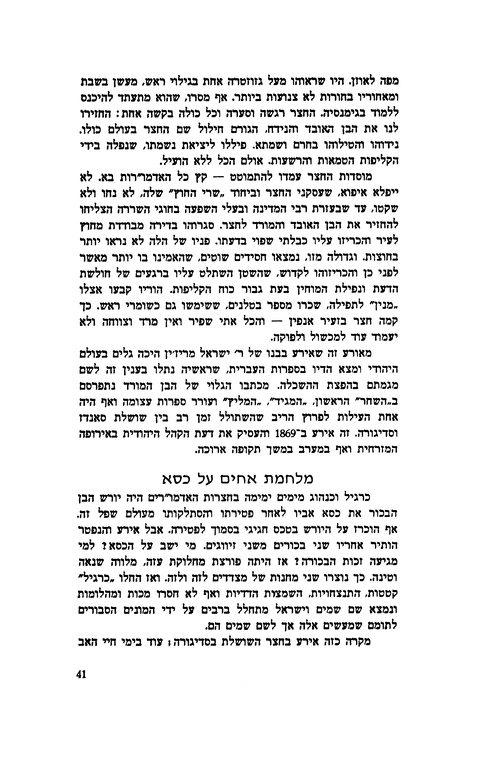 מפה לאוזן. היו שראוהו מעל גזוזטרה אחת בגילוי ראש, מעשן בשבת
ומאחוריו בחורות לא צנועות ביותר. אף מסרו, שהוא מתעתד להיכנס
ללמוד בגימנסיה. החצר רגשה וסערה וכל כולה בקשה אחת: החזירו
לנו את הבן האובד והנידח, הגורם חילול שם החצר בעולם כולו.
נידוהו והטילוהו בחרם ושמתא. פיללו ליציאת נשמתו, שנפלה בידי
הקליפות הטמאות והרשעות. אולם הכל ללא הועיל.
מוסדות החצר עמדו להתמוטט — קץ כל האדמו״רות בא. לא
ייפלא איפוא, שעסקני החצר וביחוד „שרי החוץ״ שלה, לא נחו ולא
שקטו, עד שבעזרת רבי המדינה ובעלי השפעה בחוגי השררה הצליחו
להחזיר את הבן האובד והמורד לחצר. סגרוהו בדירה מבודדת מחוץ
לעיר והכריזו עליו כבלתי שפוי בדעתו. פניו של הלה לא נראו יותר
בחוצות. וגדולה מזו, נמצאו חסידים שוטים, שהאמינו בו יותר מאשר
לפני כן והכריזוהו לקדוש, שהשטן השתלט עליו ברגעים של חולשת
הדעת ונפילת המוחין בעת גבור כוח הקליפות. הוריו קבעו אצלו
„מנין״ לתפילה, שכרו מספר בטלנים, ששימשו גם כשומרי ראש. כך
קמה חצר בזעיר אנפין — והכל אתי שפיר ואין מרד וצווחה ולא
יעמוד עוד למכשול ולפוקה.
מאורע זה שאירע בבנו של ר׳ ישראל מריז׳ין היכה גלים בעולם
היהודי ומצא הדיו בספרות העברית, שראשיה נתלו בענין זה לשם
מגמתם בהפצת ההשכלה. מכתבו הגלוי של הבן המורד נתפרסם
ב„השחר״ הראשון, „המגיד״, „המליץ״ ועורר ספרות עצומה ואף היה
אחת העילות לפרוץ הריב שהשתולל זמן רב בין שושלת סאנדז
וסדיגורה. זה אירע ב־1869 והעסיק את דעת הקהל היהודית באירופה
המזרחית ואף במערב במשך תקופה ארוכה.
מלחמת אחים על כסא
כרגיל וכנהוג מימים ימימה בחצרות האדמו״רים היה יורש הבן
הבכור את כסא אביו לאחר פטירתו והסתלקותו מעולם שפל זה.
אף הוכרז על היורש בטכס חגיגי בסמוך לפטירה. אבל אירע והנפטר
הותיר אחריו שני בכורים משני זיווגים. מי ישב על הכסא? למי
מגיעה זכות הבכורה? אז היתה פורצת מחלוקת עזה, מלווה שנאה
וטינה. כך נוצרו שני מחנות של מצדדים לזה ולזה. ואז החלו „כרגיל״
קטטות, התנצחויות, השמצות הדדיות ואף לא חסרו מכות ומהלומות
ונמצא שם שמים וישראל מתחלל ברבים על ידי המונים הסבורים
לתומם שמעשים אלה אך לשם שמים הם.
מקרה כזה אירע בחצר השושלת בסדיגורה; עוד בימי חיי האב
41